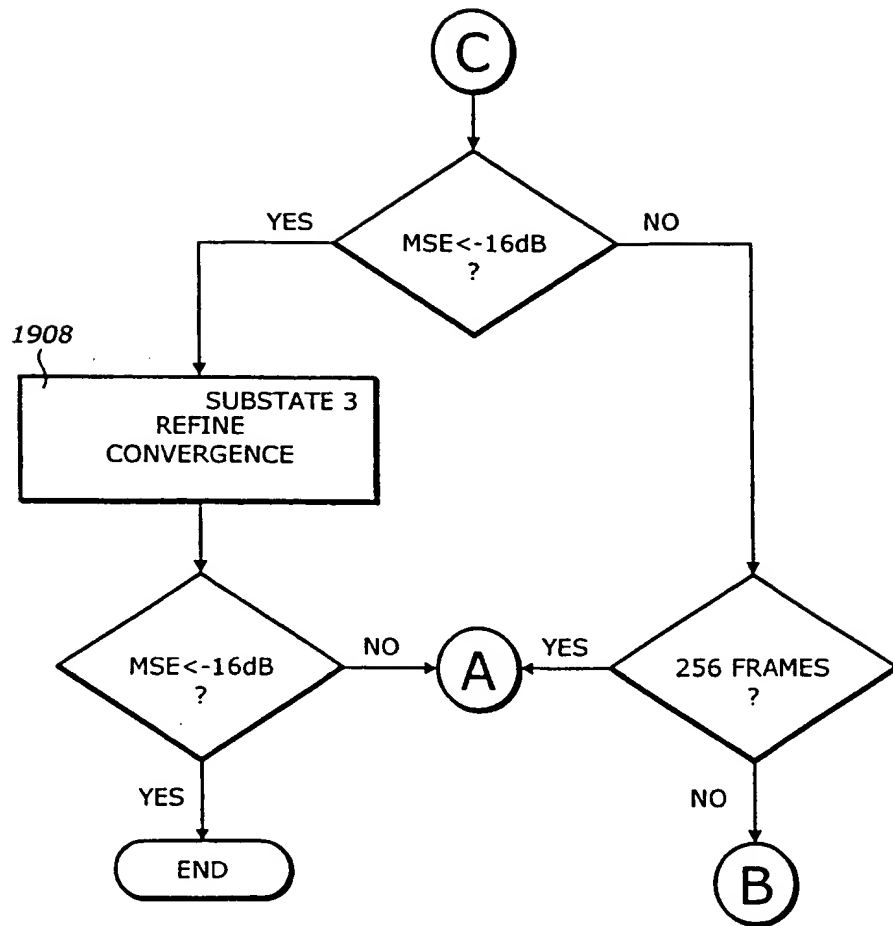 C
MSE<-16dB
?
YES
NO
1908
SUBSTATE 3
REFINE
CONVERGENCE
MSE<-16dB
?
NO
A
YES
256 FRAMES
?
YES
NO
END
B